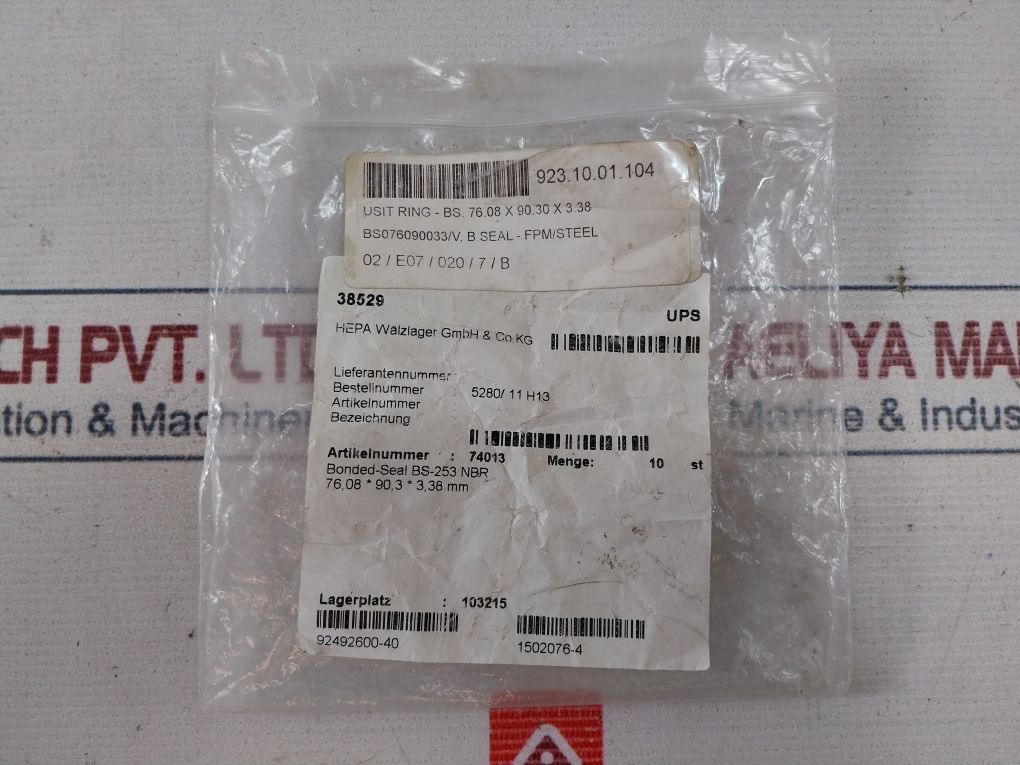 923.10.01.104
USIT RING - BS. 76.08 X 90.30 X 3.38
BS076090033/V, B.SEAL - FPM/STEEL
02 / E07 / 020 / 7 / B
38529
UPS
HEPA Wälzlager GmbH & Co.KG
Lieferantennummer :
Bestellnummer : 5280/ 11 H13
Artikelnummer :
Bezeichnung :
Artikelnummer : 74013 Menge: 10 st
Bonded-Seal BS-253 NBR
76,08 * 90,3 * 3,38 mm
Lagerplatz : 103215
92492600-40
1502076-4
CH PVT. LT
tion & Machine
AELIYA MA
Marine & Indus